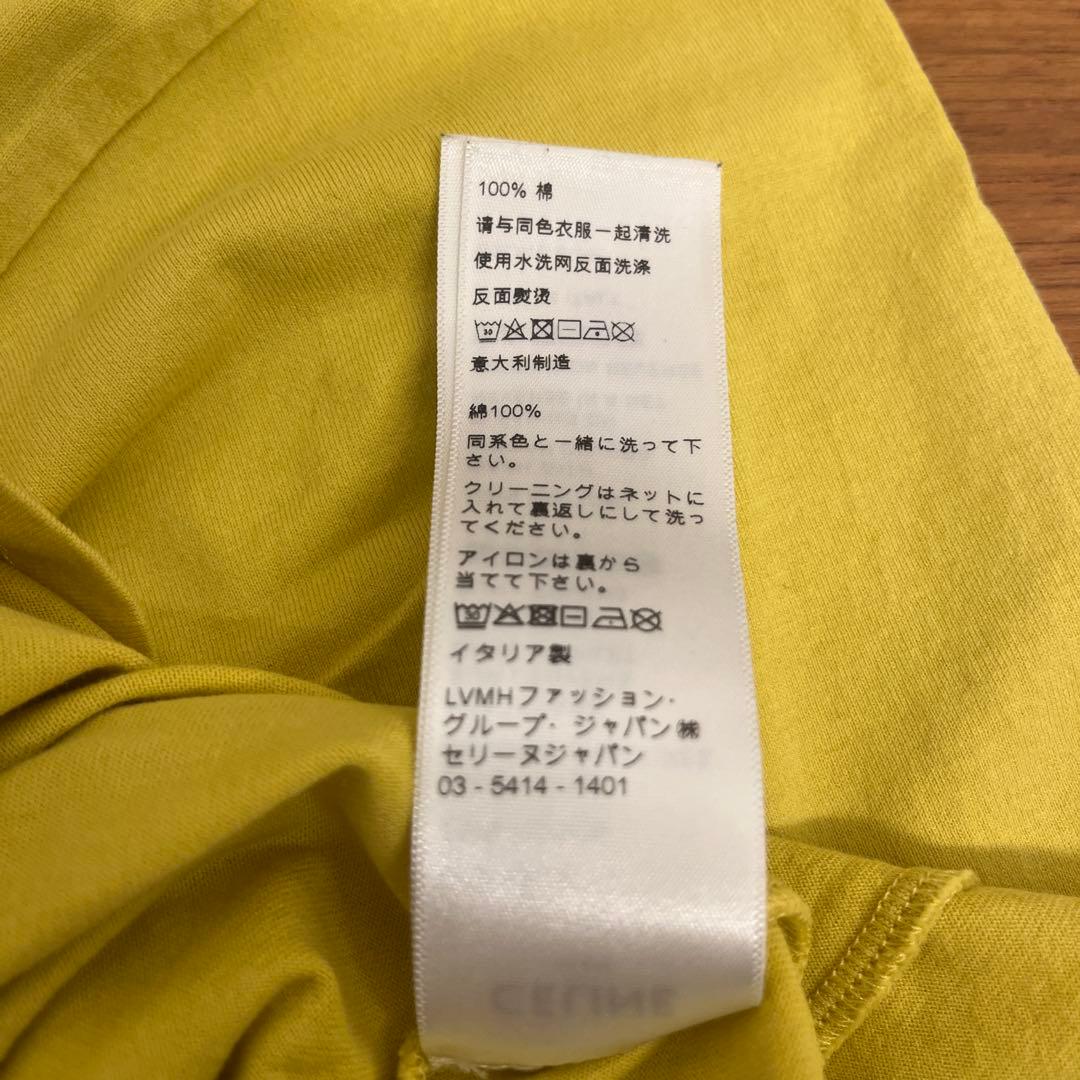 100% 棉
请与同色衣服一起清洗
使用水洗网反面洗涤
反面熨烫
30
意大利制造
綿100%
同系色と一緒に洗って下
さい。
クリーニングはネットに
入れて裏返しにして洗っ
てください。
アイロンは裏から
当てて下さい。
30
イタリア製
LVMHファッション・
グループ・ ジャパン㈱
セリーヌジャパン
03 - 5414 - 1401
CELINE